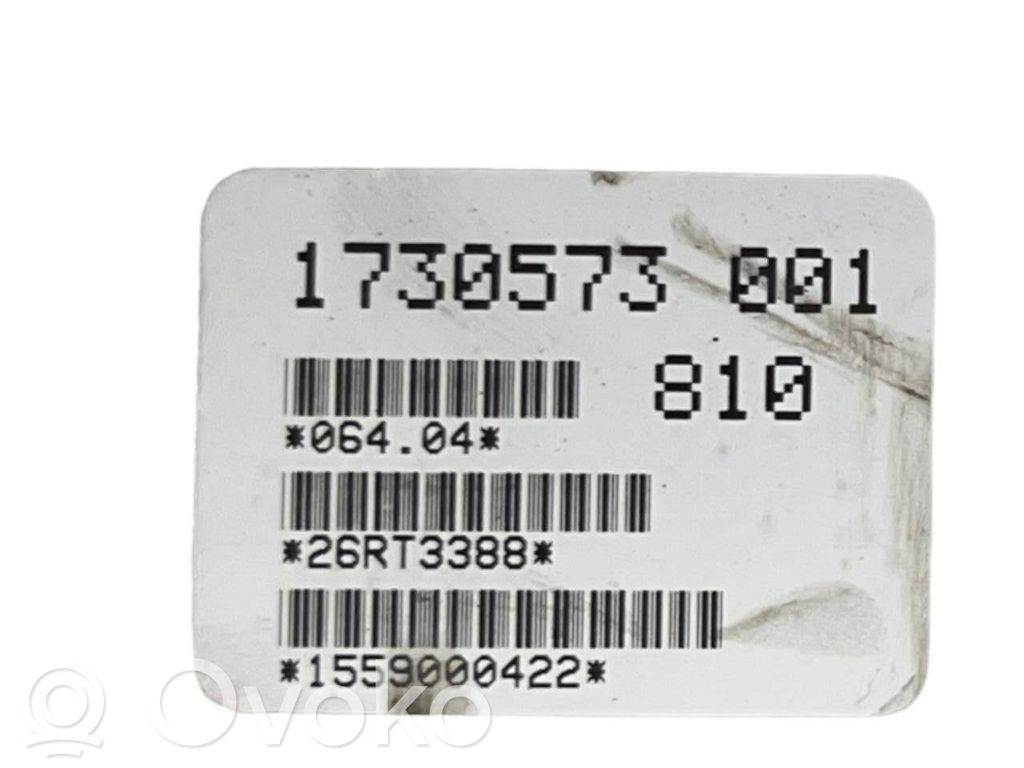 1730573 001
810
*064.04*
*26RT3388*
*1559000422*
Ovoko